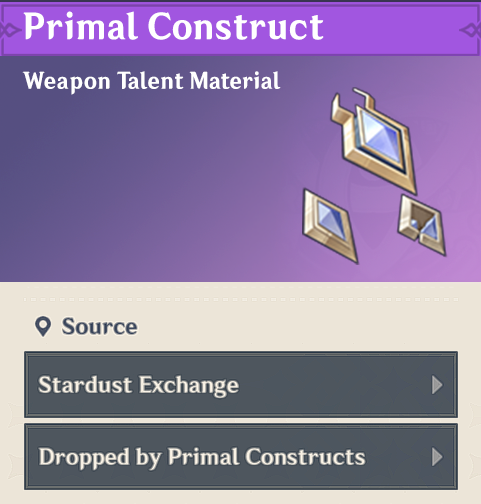 Primal Construct
Weapon Talent Material
Source
Stardust Exchange
Dropped by Primal Constructs